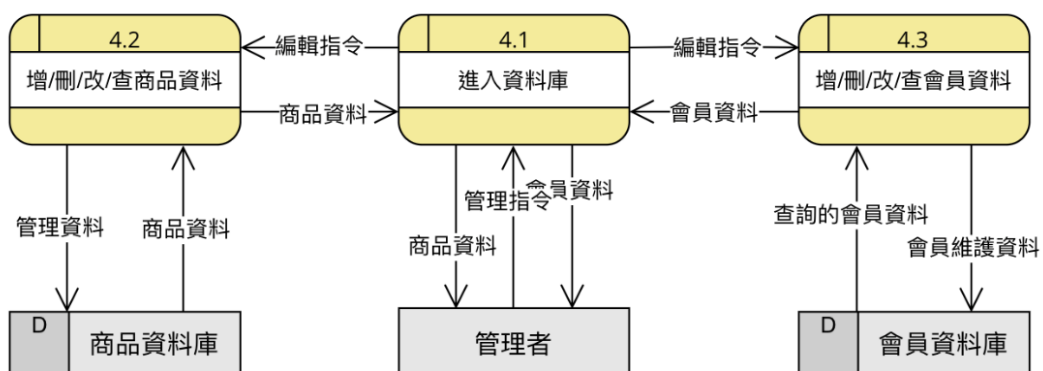 4.2
增/刪/改/查商品資料
編輯指令
4.1
進入資料庫
編輯指令
4.3
增/刪/改/查會員資料
商品資料
會員資料
管理資料
商品資料
商品資料
管理指令
會員資料
查詢的會員資料
會員維護資料
D
商品資料庫
管理者
D
會員資料庫